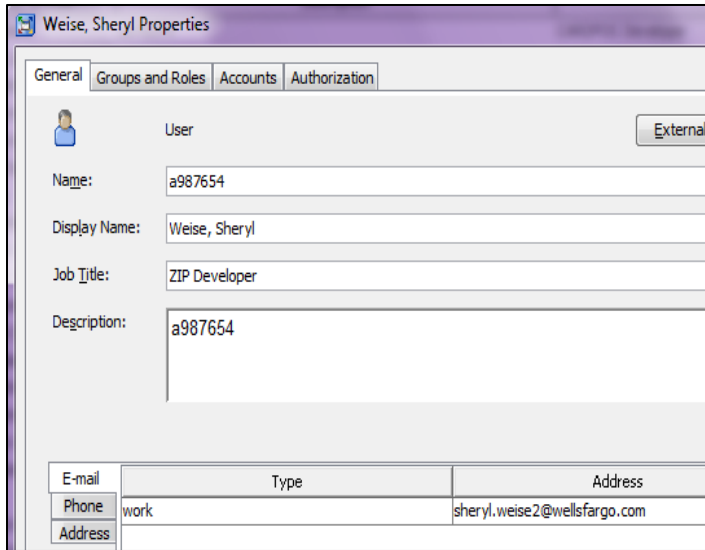 Weise, Sheryl Properties
General Groups and Roles Accounts Authorization
User External
Name: a987654
Display Name: Weise, Sheryl
Job Title: ZIP Developer
Description: a987654
E-mail Type Address
Phone work sheryl.weise2@wellsfargo.com
Address